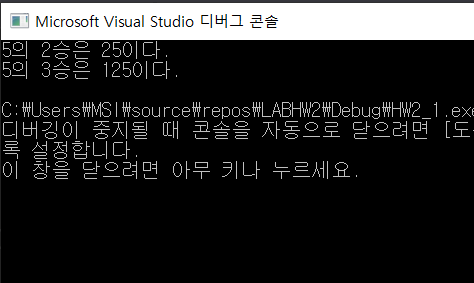 Microsoft Visual Studio 디버그 콘솔
5의 2승은 25이다.
5의 3승은 125이다.
C:\Users\MSI\source\repos\LABHW2\Debug\HW2_1.exe
디버깅이 중지될 때 콘솔을 자동으로 닫으려면 [도
록 설정합니다.
이 창을 닫으려면 아무 키나 누르세요.